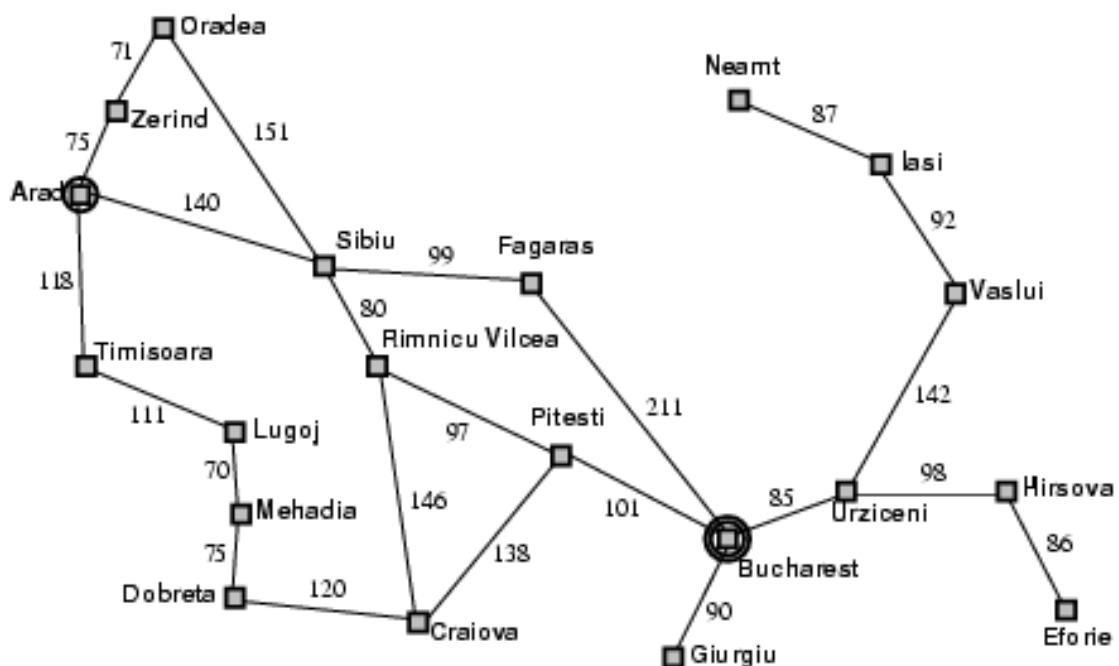 Oradea
71
Neamt
87
Zerind
75
151
Iasi
Arad
140
92
Sibiu
99
Fagaras
118
80
Vaslui
Timisoara
Rimnicu Vilcea
111
211
142
Lugoj
97
Pitesti
70
98
Hirsova
Mehadia
146
101
85
Urziceni
75
138
86
Bucharest
Dobreta
120
90
Craiova
Eforie
Giurgiu